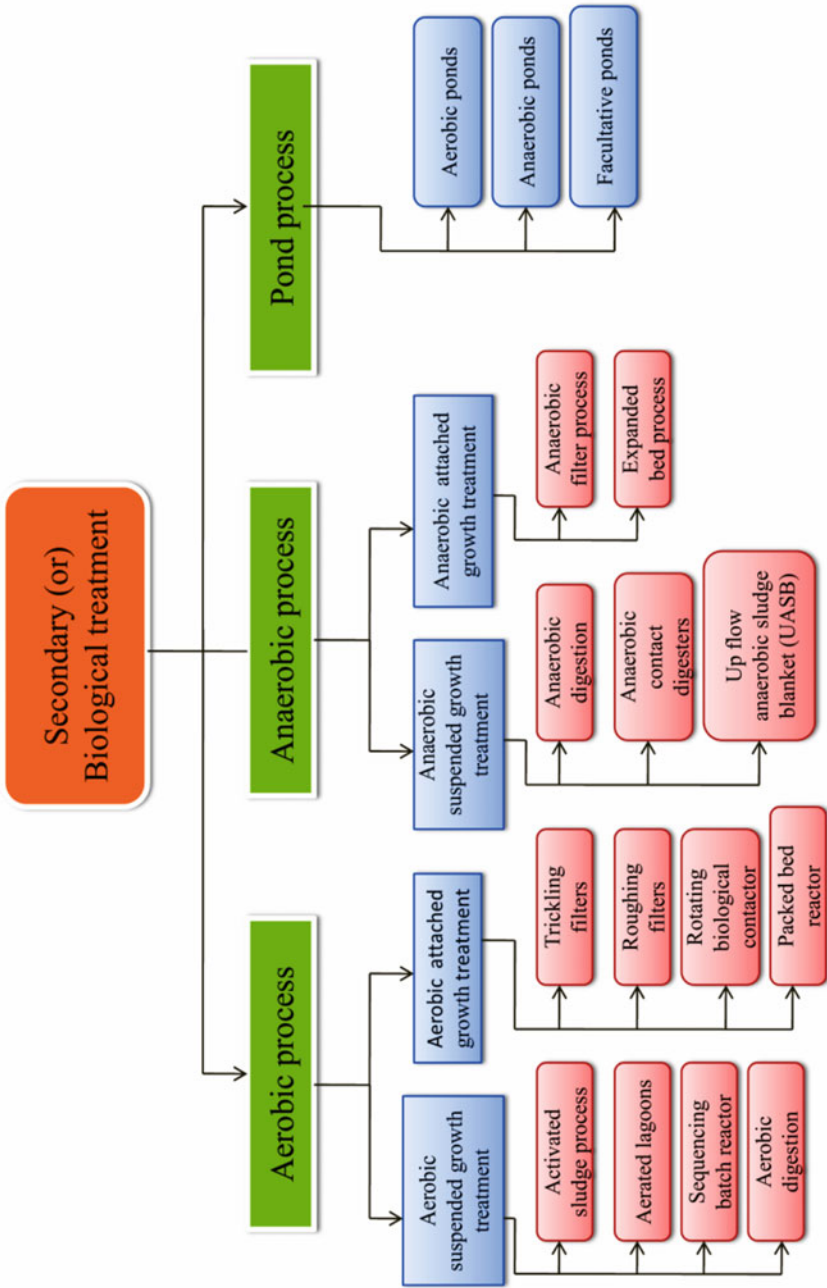 Secondary (or)
Biological treatment
Aerobic process
Anaerobic process
Pond process
Aerobic
suspended growth
treatment
Aerobic attached
growth treatment
Anaerobic
suspended growth
treatment
Anaerobic attached
growth treatment
Aerobic ponds
Anaerobic ponds
Facultative ponds
Activated
sludge process
Aerated lagoons
Sequencing
batch reactor
Aerobic
digestion
Trickling
filters
Roughing
filters
Rotating
biological
contactor
Packed bed
reactor
Anaerobic
digestion
Anaerobic
contact
digesters
Up flow
anaerobic sludge
blanket (UASB)
Anaerobic
filter process
Expanded
bed process